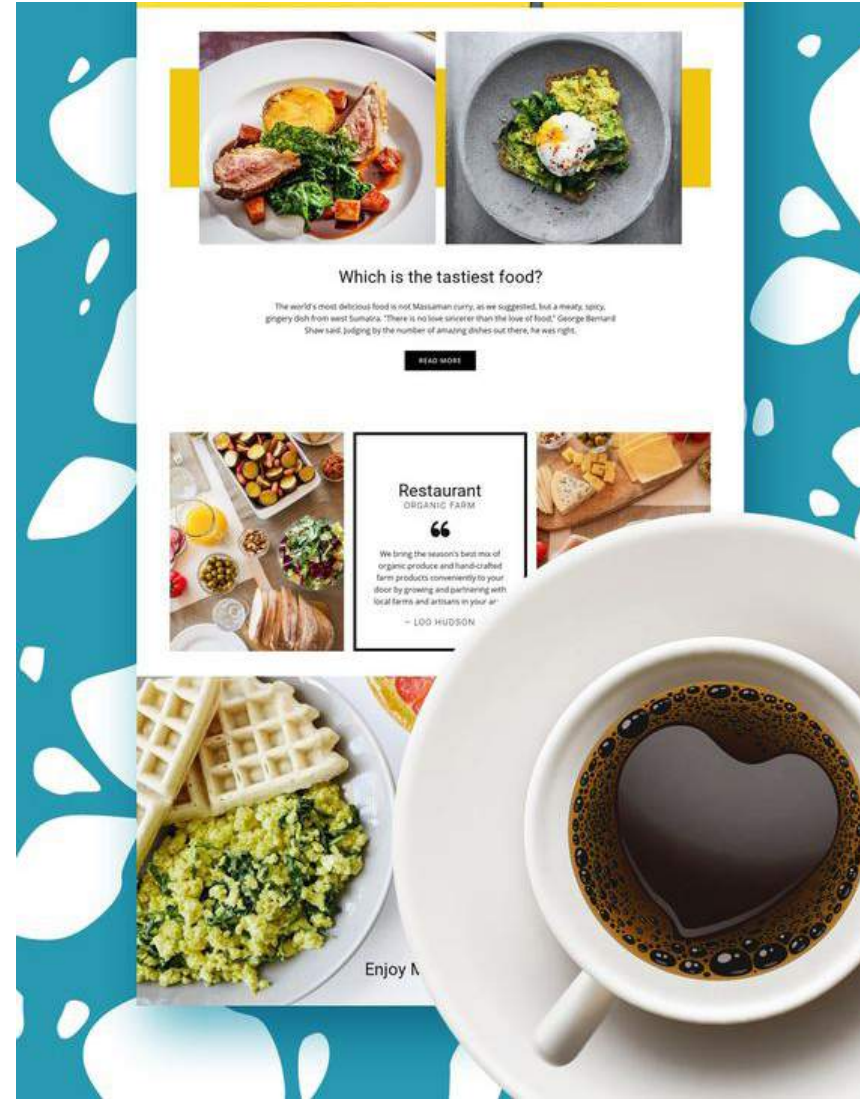 Which is the tastiest food?
The world's most delicious food is not Massaman curry, as we suggested, but a meaty, spicy,
gingery dish from west Sumatra. "There is no love sincerer than the love of food," George Bernard
Shaw said. Judging by the number of amazing dishes out there, he was right.
READ MORE
Restaurant
ORGANIC FARM
❝
We bring the season's best mix of
organic produce and hand-crafted
farm products conveniently to your
door by growing and partnering with
local farms and artisans in your ar
– LOO HUDSON
Enjoy M